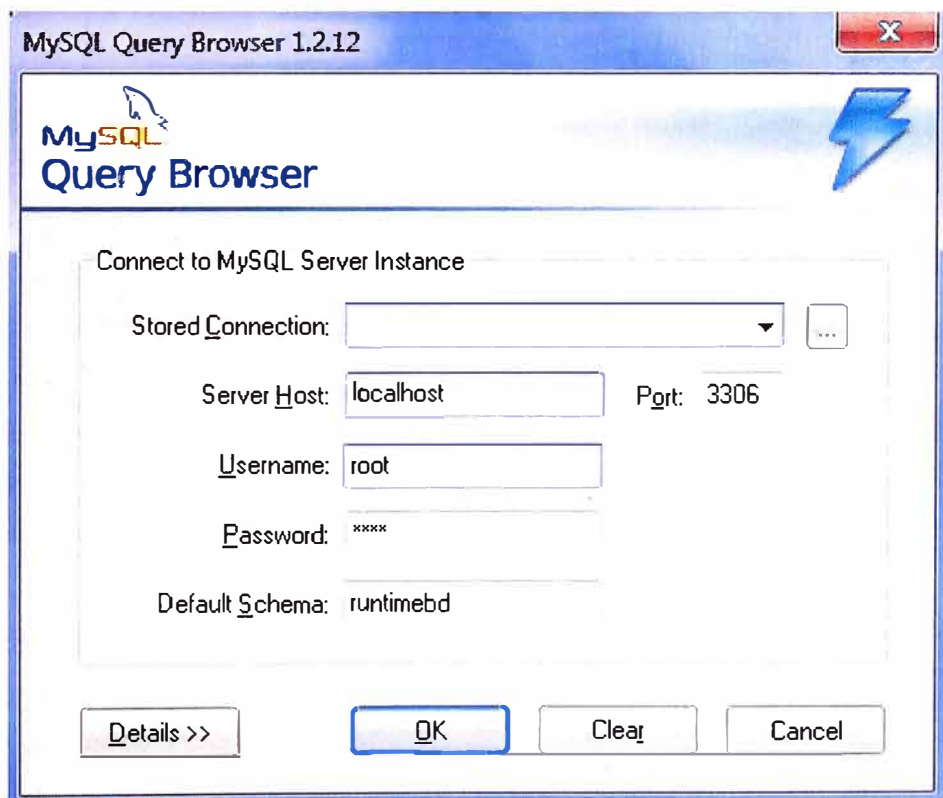 MySQL Query Browser 1.2.12
X
MySQL
Query Browser
Connect to MySQL Server Instance
Stored Connection:
...
Server Host: localhost Port: 3306
Username: root
Password: ****
Default Schema: runtimebd
Details >> OK Clear Cancel